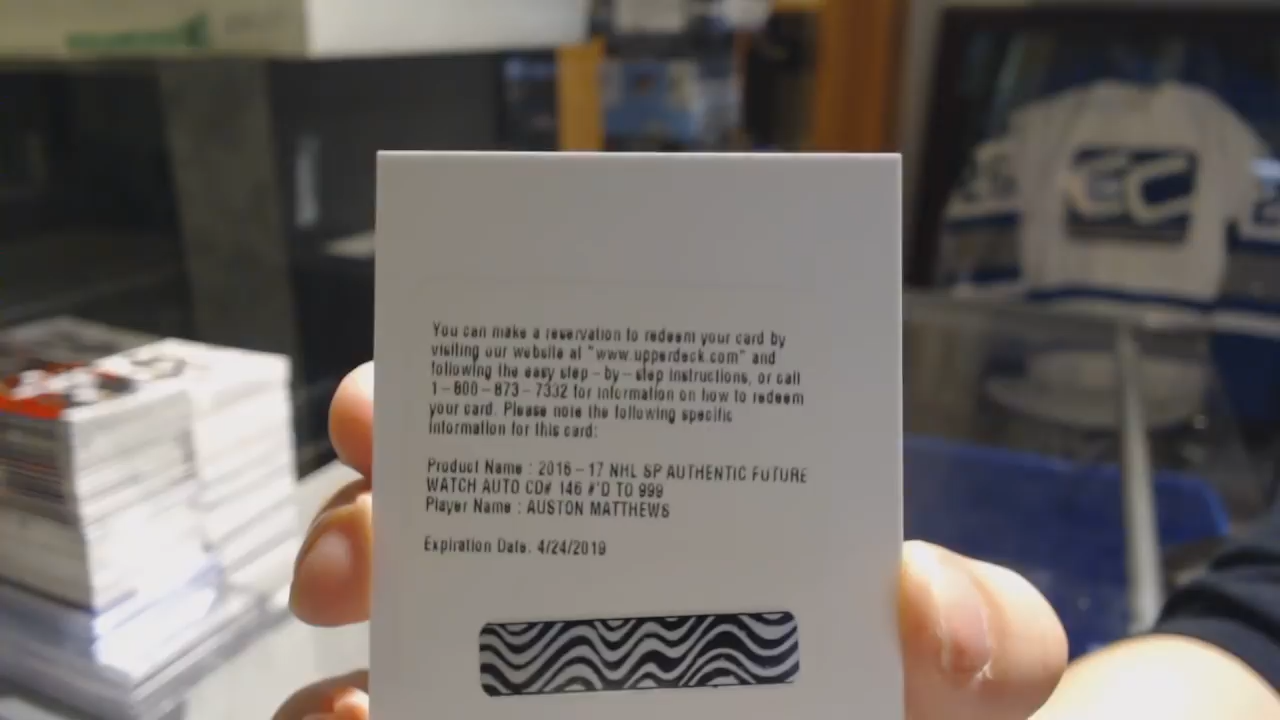 You can make a reservation to redeem your card by
visiting our website at "www.upperdeck.com" and
following the easy step-by-step instructions, or call
1-800-873-7332 for information on how to redeem
your card. Please note the following specific
information for this card:
Product Name : 2016-17 NHL SP AUTHENTIC FUTURE
WATCH AUTO CD# 146 #'D TO 999
Player Name : AUSTON MATTHEWS
Expiration Date: 4/24/2019